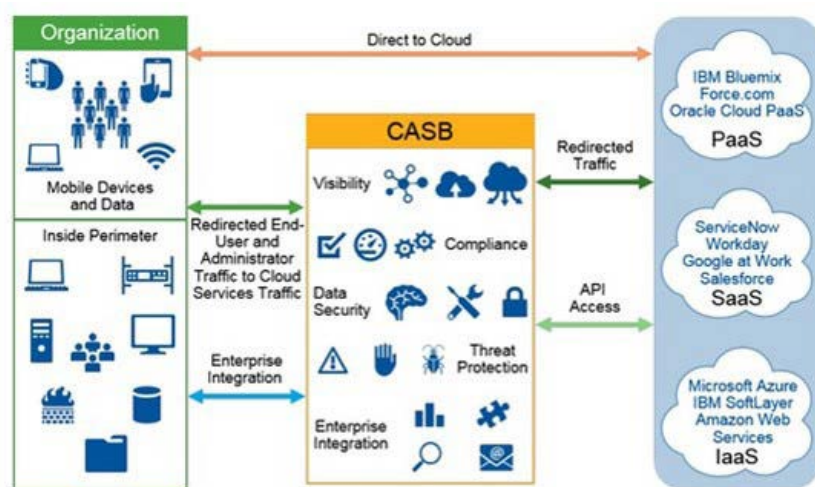 Organization
Mobile Devices
and Data
Inside Perimeter
Direct to Cloud
Redirected End-
User and
Administrator
Traffic to Cloud
Services Traffic
Enterprise
Integration
CASB
Visibility
Compliance
Data
Security
Threat
Protection
Enterprise
Integration
Redirected
Traffic
API
Access
IBM Bluemix
Force.com
Oracle Cloud PaaS
PaaS
ServiceNow
Workday
Google at Work
Salesforce
SaaS
Microsoft Azure
IBM SoftLayer
Amazon Web
Services
IaaS